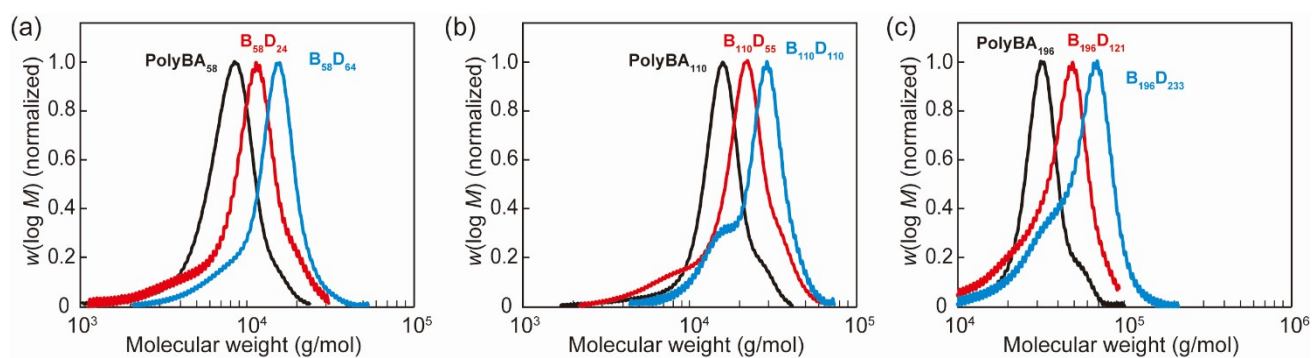 (a)
w(log M) (normalized)
1.0
0.8
0.6
0.4
0.2
0
PolyBA₅₈
B₅₈D₂₄
B₅₈D₆₄
10³
10⁴
10⁵
Molecular weight (g/mol)
(b)
w(log M) (normalized)
1.0
0.8
0.6
0.4
0.2
0
PolyBA₁₁₀
B₁₁₀D₅₅
B₁₁₀D₁₁₀
10³
10⁴
10⁵
Molecular weight (g/mol)
(c)
w(log M) (normalized)
1.0
0.8
0.6
0.4
0.2
0
PolyBA₁₉₆
B₁₉₆D₁₂₁
B₁₉₆D₂₃₃
10⁴
10⁵
10⁶
Molecular weight (g/mol)